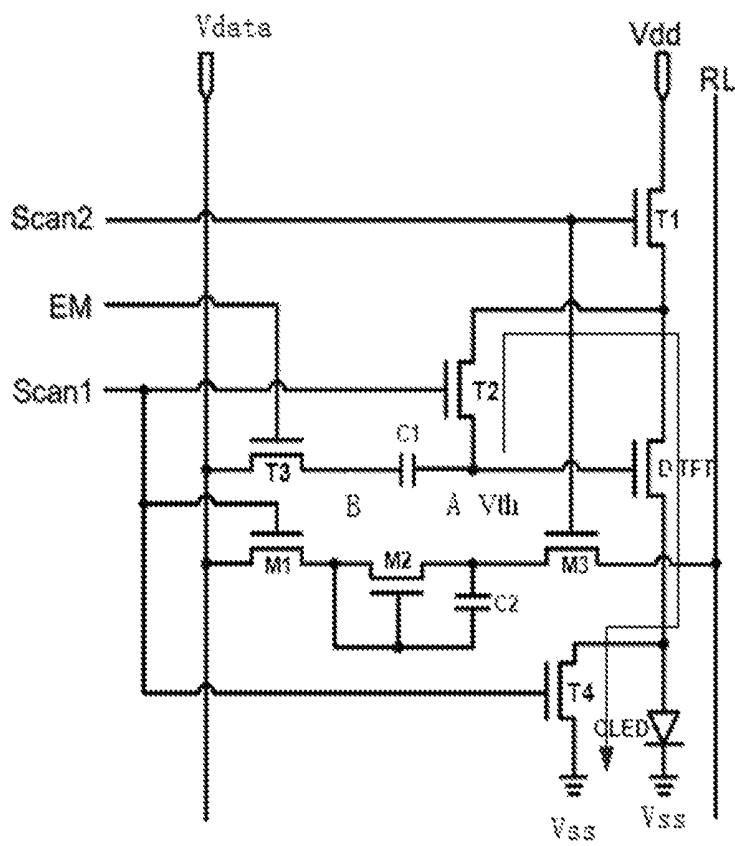 Vdata
Vdd
RL
Scan2
T1
EM
Scan1
T2
C1
T3
DTFT
B
A
Vth
M1
M2
M3
C2
T4
OLED
Vss
Vss